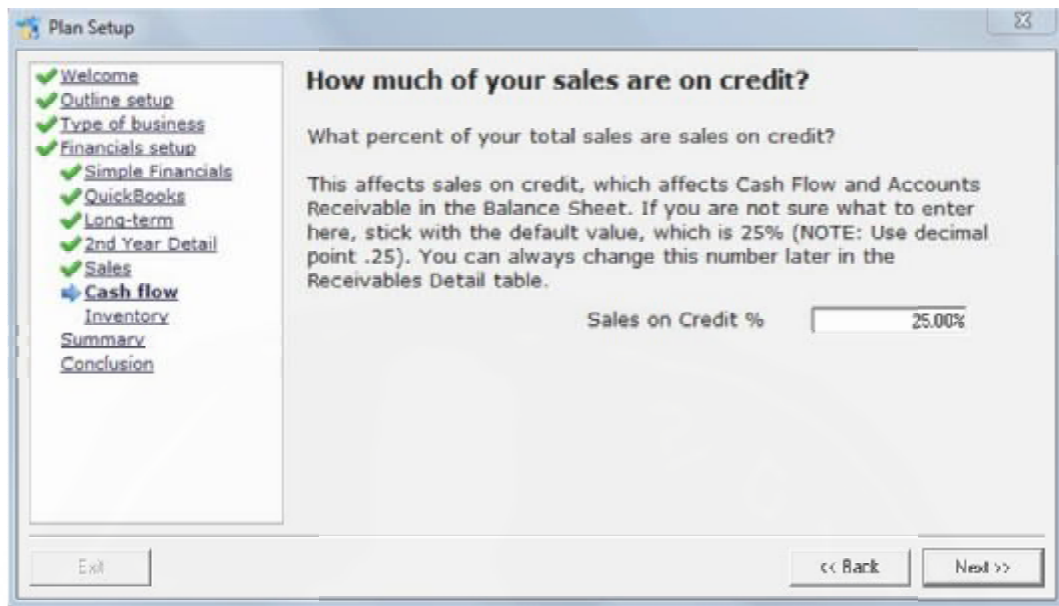 Plan Setup
Welcome
Outline setup
Type of business
Financials setup
Simple Financials
QuickBooks
Long-term
2nd Year Detail
Sales
Cash flow
Inventory
Summary
Conclusion
How much of your sales are on credit?
What percent of your total sales are sales on credit?
This affects sales on credit, which affects Cash Flow and Accounts
Receivable in the Balance Sheet. If you are not sure what to enter
here, stick with the default value, which is 25% (NOTE: Use decimal
point .25). You can always change this number later in the
Receivables Detail table.
Sales on Credit % 25.00%
Exit << Back Next >>